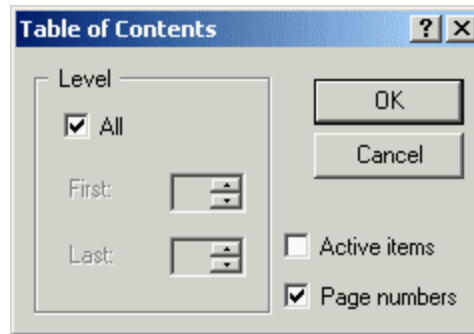 Table of Contents
Level
All
First:
Last:
OK
Cancel
Active items
Page numbers